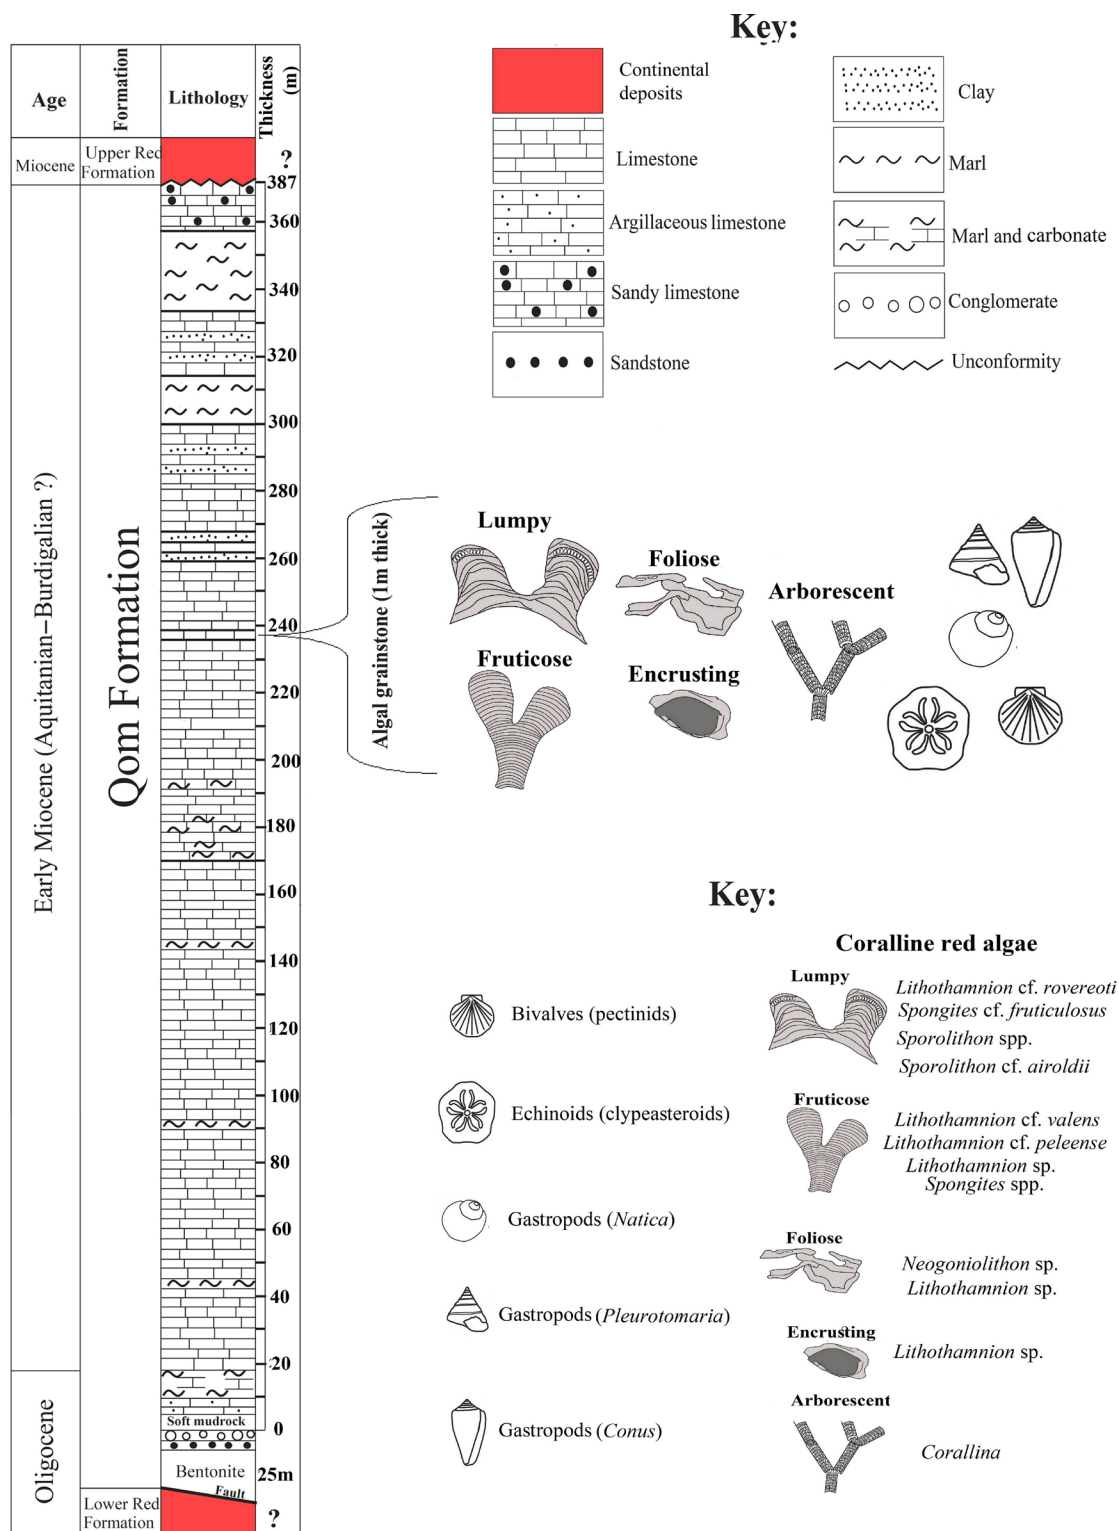 Key:
Age
Formation
Lithology
Thickness
(m)
Miocene
Upper Red
Formation
?
387
360
340
320
300
280
260
240
220
200
180
160
140
120
100
80
60
40
20
0
25m
?
Early Miocene (Aquitanian–Burdigalian ?)
Qom Formation
Oligocene
Soft mudrock
Bentonite
Fault
Lower Red
Formation
Continental
deposits
Limestone
Argillaceous limestone
Sandy limestone
Sandstone
Clay
Marl
Marl and carbonate
Conglomerate
Unconformity
Algal grainstone (1m thick)
Lumpy
Foliose
Arborescent
Fruticose
Encrusting
Key:
Bivalves (pectinids)
Echinoids (clypeasteroids)
Gastropods (Natica)
Gastropods (Pleurotomaria)
Gastropods (Conus)
Coralline red algae
Lumpy
Lithothamnion cf. rovereoti
Spongites cf. fruticulosus
Sporolithon spp.
Sporolithon cf. airoldii
Fruticose
Lithothamnion cf. valens
Lithothamnion cf. peleense
Lithothamnion sp.
Spongites spp.
Foliose
Neogoniolithon sp.
Lithothamnion sp.
Encrusting
Lithothamnion sp.
Arborescent
Corallina